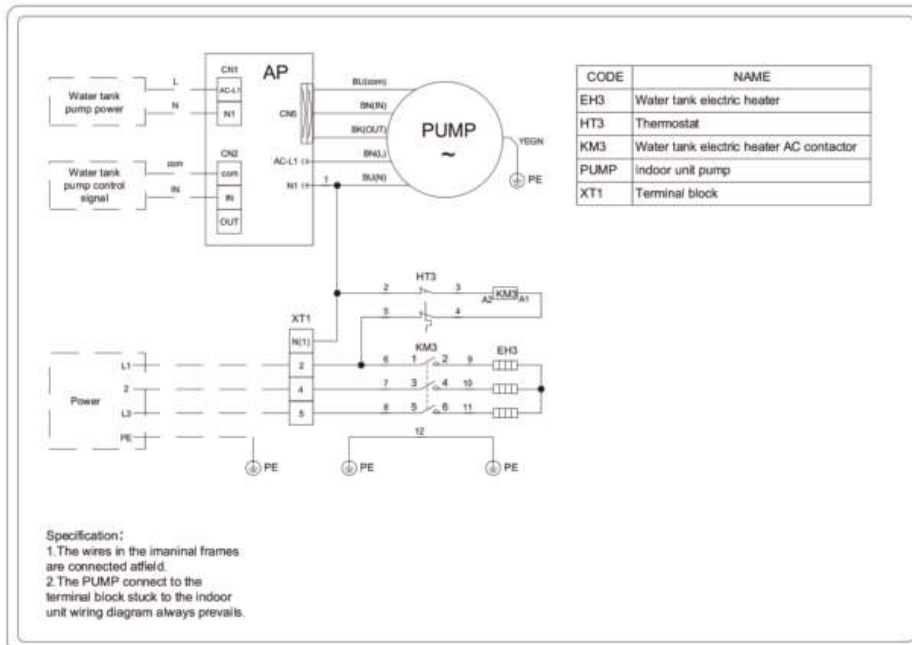 CN1
AP
L
AC-L1
Water tank
pump power
N
N1
CN5
BU(com)
BN(IN)
BK(OUT)
BN(L)
BU(N)
PUMP
~
YEGN
PE
CN2
Water tank
pump control
signal
com
com
IN
IN
OUT
AC-L1
N1
1
CODE NAME
EH3 Water tank electric heater
HT3 Thermostat
KM3 Water tank electric heater AC contactor
PUMP Indoor unit pump
XT1 Terminal block
HT3
2 3
A2 KM3 A1
5 4
XT1
N(1)
KM3
EH3
Power
L1 2 6 1 2 9
2 4 7 3 4 10
L3 5 8 5 6 11
PE
12
PE PE PE
Specification:
1.The wires in the imaninal frames
are connected atfield.
2.The PUMP connect to the
terminal block stuck to the indoor
unit wiring diagram always prevails.